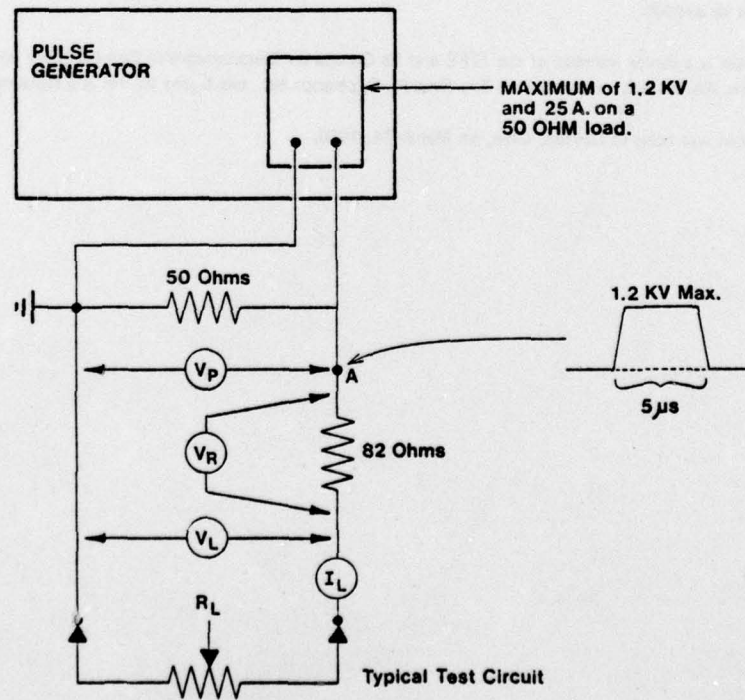 PULSE
GENERATOR
MAXIMUM of 1.2 KV
and 25 A. on a
50 OHM load.
50 Ohms
1.2 KV Max.
VP
A
5 µs
VR
82 Ohms
VL
IL
RL
Typical Test Circuit